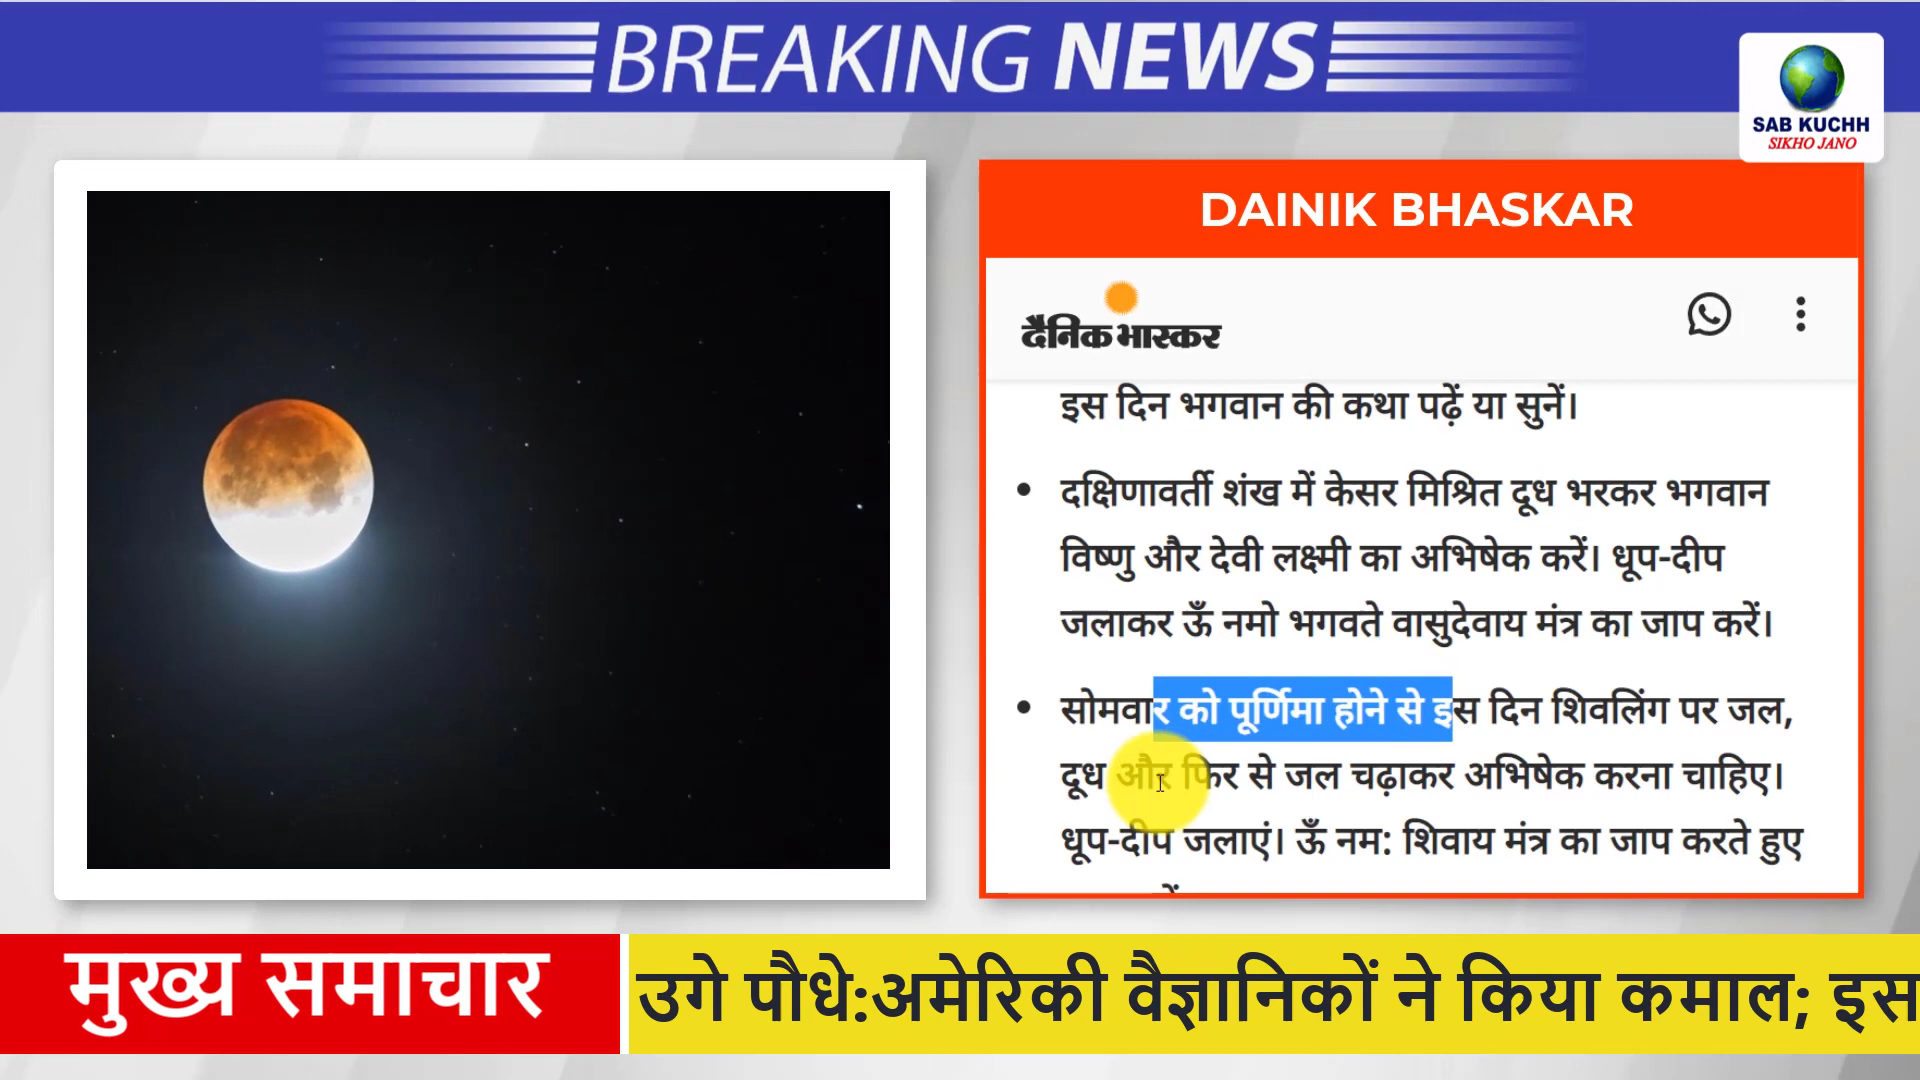 BREAKING NEWS
SAB KUCHH
SIKHO JANO
DAINIK BHASKAR
दैनिक भास्कर
इस दिन भगवान की कथा पढ़ें या सुनें।
• दक्षिणावर्ती शंख में केसर मिश्रित दूध भरकर भगवान
विष्णु और देवी लक्ष्मी का अभिषेक करें। धूप-दीप
जलाकर ऊँ नमो भगवते वासुदेवाय मंत्र का जाप करें।
• सोमवार को पूर्णिमा होने से इस दिन शिवलिंग पर जल,
दूध और फिर से जल चढ़ाकर अभिषेक करना चाहिए।
धूप-दीप जलाएं। ऊँ नम: शिवाय मंत्र का जाप करते हुए
मुख्य समाचार
उगे पौधे:अमेरिकी वैज्ञानिकों ने किया कमाल; इस